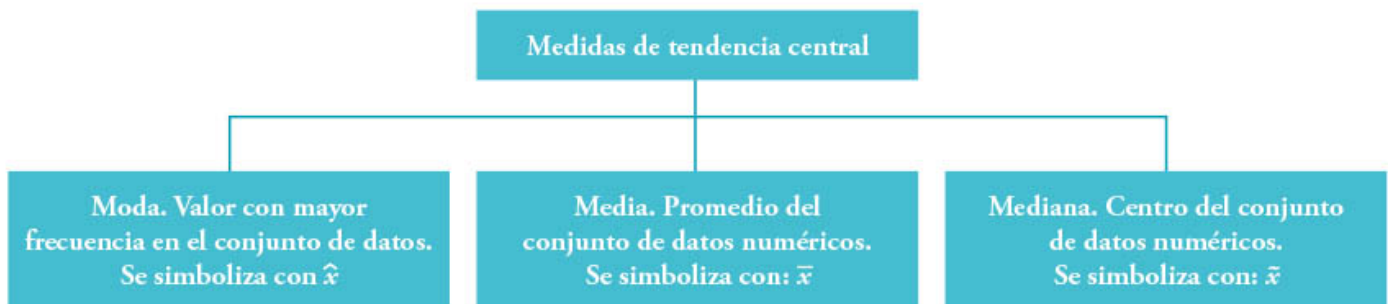 Medidas de tendencia central
Moda. Valor con mayor
frecuencia en el conjunto de datos.
Se simboliza con x̂
Media. Promedio del
conjunto de datos numéricos.
Se simboliza con: x̅
Mediana. Centro del conjunto
de datos numéricos.
Se simboliza con: x̃